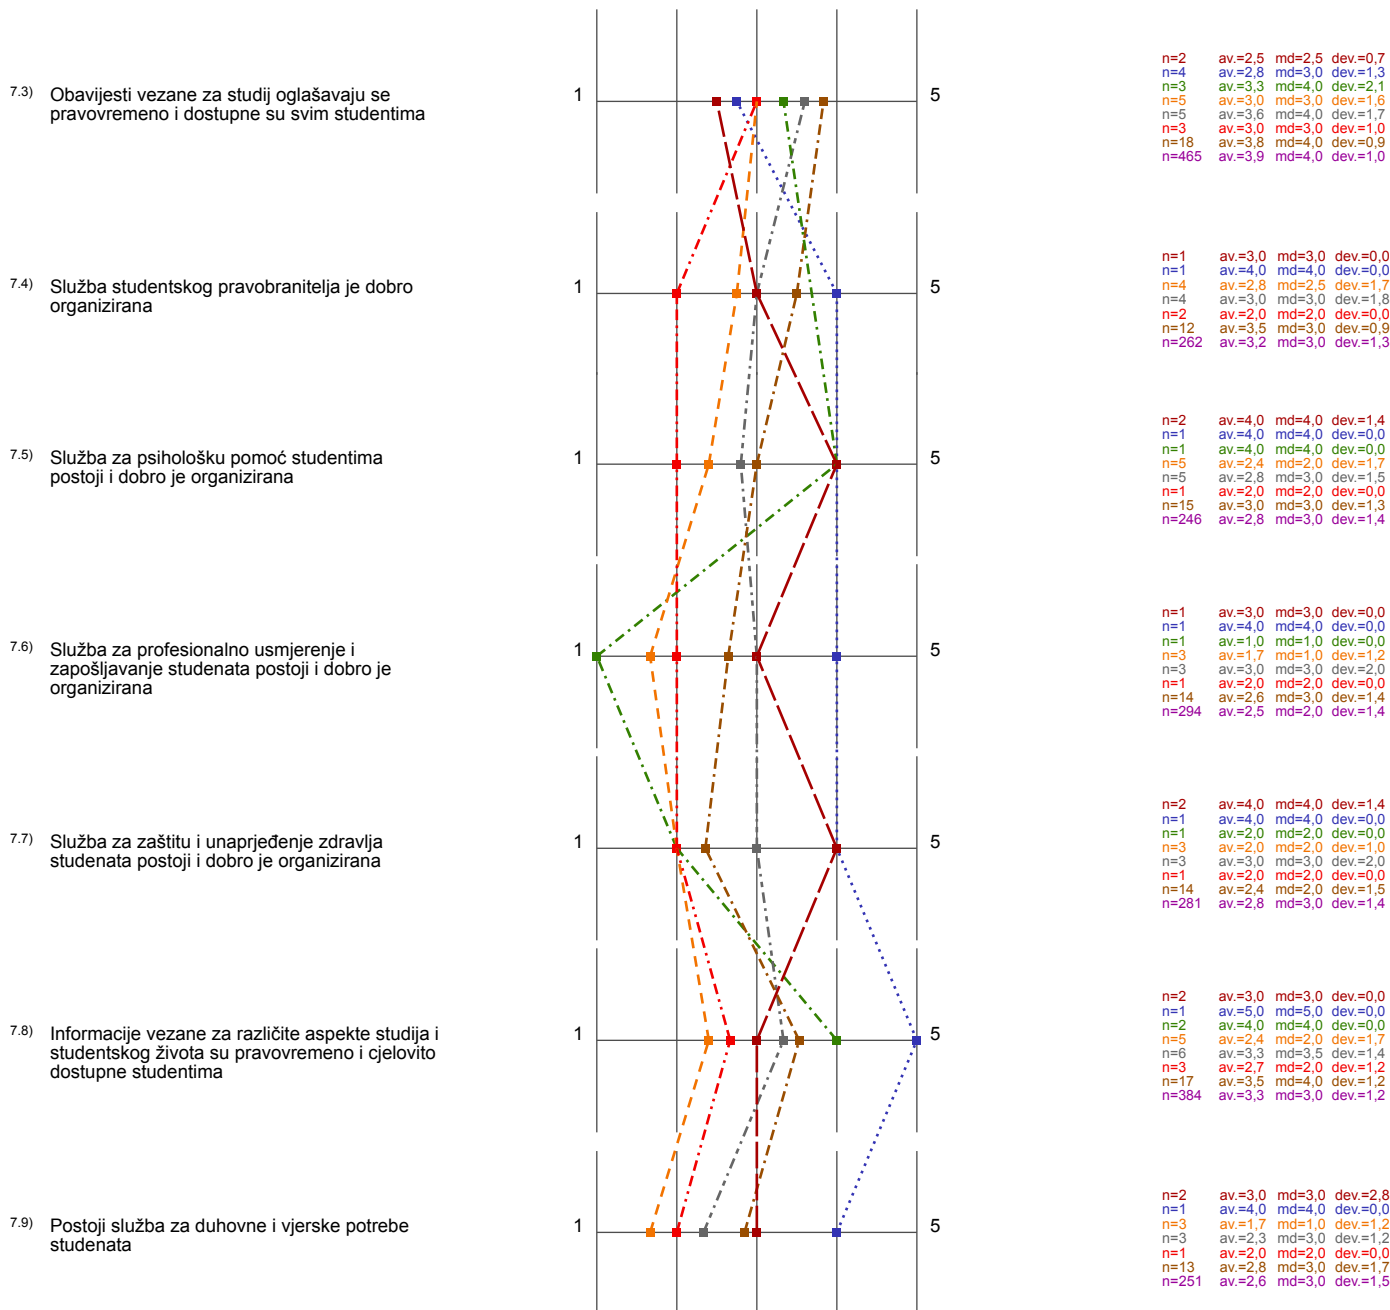 7.3) Obavijesti vezane za studij oglašavaju se
pravovremeno i dostupne su svim studentima
1 5
n=2 av.=2,5 md=2,5 dev.=0,7
n=4 av.=2,8 md=3,0 dev.=1,3
n=3 av.=3,3 md=4,0 dev.=2,1
n=5 av.=3,0 md=3,0 dev.=1,6
n=5 av.=3,6 md=4,0 dev.=1,7
n=3 av.=3,0 md=3,0 dev.=1,0
n=18 av.=3,8 md=4,0 dev.=0,9
n=465 av.=3,9 md=4,0 dev.=1,0
7.4) Služba studentskog pravobranitelja je dobro
organizirana
1 5
n=1 av.=3,0 md=3,0 dev.=0,0
n=1 av.=4,0 md=4,0 dev.=0,0
n=4 av.=2,8 md=2,5 dev.=1,7
n=4 av.=3,0 md=3,0 dev.=1,8
n=2 av.=2,0 md=2,0 dev.=0,0
n=12 av.=3,5 md=3,0 dev.=0,9
n=262 av.=3,2 md=3,0 dev.=1,3
7.5) Služba za psihološku pomoć studentima
postoji i dobro je organizirana
1 5
n=2 av.=4,0 md=4,0 dev.=1,4
n=1 av.=4,0 md=4,0 dev.=0,0
n=1 av.=4,0 md=4,0 dev.=0,0
n=5 av.=2,4 md=2,0 dev.=1,7
n=5 av.=2,8 md=3,0 dev.=1,5
n=1 av.=2,0 md=2,0 dev.=0,0
n=15 av.=3,0 md=3,0 dev.=1,3
n=246 av.=2,8 md=3,0 dev.=1,4
7.6) Služba za profesionalno usmjerenje i
zapošljavanje studenata postoji i dobro je
organizirana
1 5
n=1 av.=3,0 md=3,0 dev.=0,0
n=1 av.=4,0 md=4,0 dev.=0,0
n=1 av.=1,0 md=1,0 dev.=0,0
n=3 av.=1,7 md=1,0 dev.=1,2
n=3 av.=3,0 md=3,0 dev.=2,0
n=1 av.=2,0 md=2,0 dev.=0,0
n=14 av.=2,6 md=3,0 dev.=1,4
n=294 av.=2,5 md=2,0 dev.=1,4
7.7) Služba za zaštitu i unaprjeđenje zdravlja
studenata postoji i dobro je organizirana
1 5
n=2 av.=4,0 md=4,0 dev.=1,4
n=1 av.=4,0 md=4,0 dev.=0,0
n=1 av.=2,0 md=2,0 dev.=0,0
n=3 av.=2,0 md=2,0 dev.=1,0
n=3 av.=3,0 md=3,0 dev.=2,0
n=1 av.=2,0 md=2,0 dev.=0,0
n=14 av.=2,4 md=2,0 dev.=1,5
n=281 av.=2,8 md=3,0 dev.=1,4
7.8) Informacije vezane za različite aspekte studija i
studentskog života su pravovremeno i cjelovito
dostupne studentima
1 5
n=2 av.=3,0 md=3,0 dev.=0,0
n=1 av.=5,0 md=5,0 dev.=0,0
n=2 av.=4,0 md=4,0 dev.=0,0
n=5 av.=2,4 md=2,0 dev.=1,7
n=6 av.=3,3 md=3,5 dev.=1,4
n=3 av.=2,7 md=2,0 dev.=1,2
n=17 av.=3,5 md=4,0 dev.=1,2
n=384 av.=3,3 md=3,0 dev.=1,2
7.9) Postoji služba za duhovne i vjerske potrebe
studenata
1 5
n=2 av.=3,0 md=3,0 dev.=2,8
n=1 av.=4,0 md=4,0 dev.=0,0
n=3 av.=1,7 md=1,0 dev.=1,2
n=3 av.=2,3 md=3,0 dev.=1,2
n=1 av.=2,0 md=2,0 dev.=0,0
n=13 av.=2,8 md=3,0 dev.=1,7
n=251 av.=2,6 md=3,0 dev.=1,5